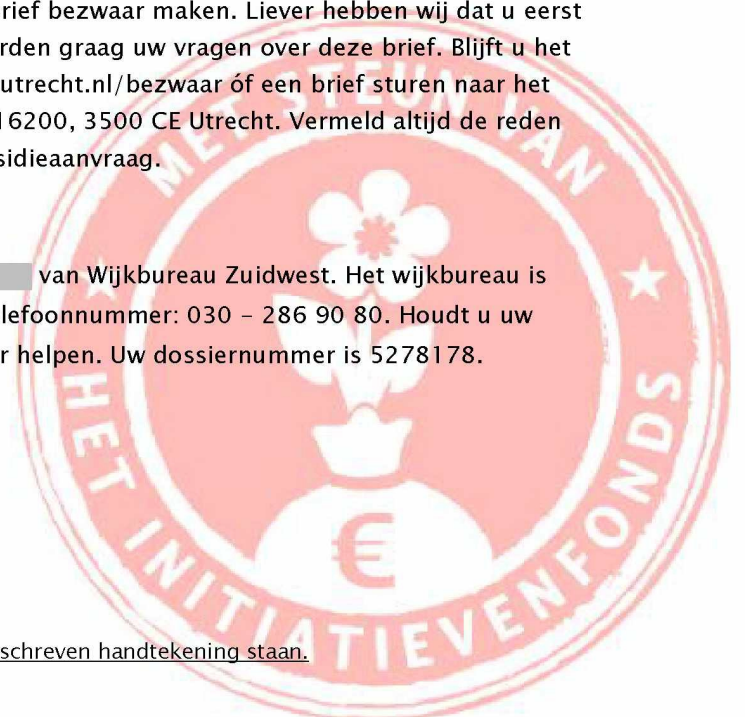 rief bezwaar maken. Liever hebben wij dat u eerst
rden graag uw vragen over deze brief. Blijft u het
utrecht.nl/bezwaar óf een brief sturen naar het
16200, 3500 CE Utrecht. Vermeld altijd de reden
sidieaanvraag.
van Wijkbureau Zuidwest. Het wijkbureau is
lefoonnummer: 030 – 286 90 80. Houdt u uw
r helpen. Uw dossiernummer is 5278178.
schreven handtekening staan.
MET STEUN VAN
HET INITIATIEVENFONDS
€